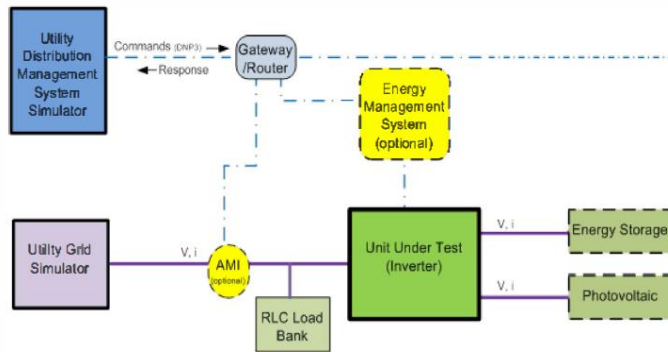 Utility
Distribution
Management
System
Simulator
Commands (DNP3)
Response
Gateway
/Router
Energy
Management
System
(optional)
Utility Grid
Simulator
V, i
AMI
(optional)
RLC Load
Bank
Unit Under Test
(Inverter)
V, i
Energy Storage
V, i
Photovoltaic